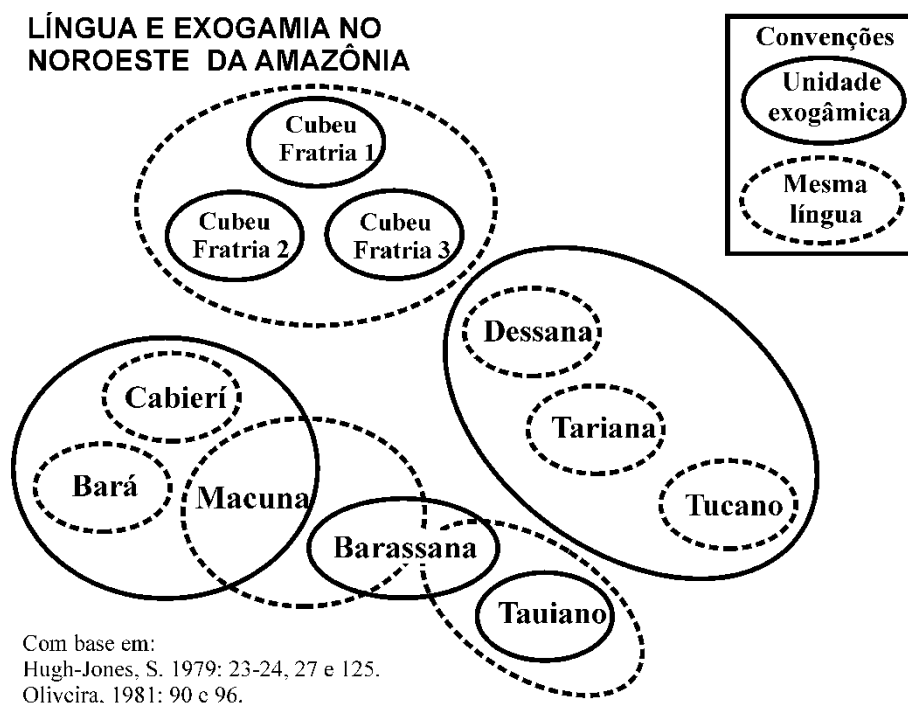 LÍNGUA E EXOGAMIA NO
NOROESTE DA AMAZÔNIA
Convenções
Unidade
exogâmica
Mesma
língua
Cubeu
Fratria 1
Cubeu
Fratria 2
Cubeu
Fratria 3
Dessana
Tariana
Tucano
Cabierí
Bará
Macuna
Barassana
Tauiano
Com base em:
Hugh-Jones, S. 1979: 23-24, 27 e 125.
Oliveira, 1981: 90 e 96.